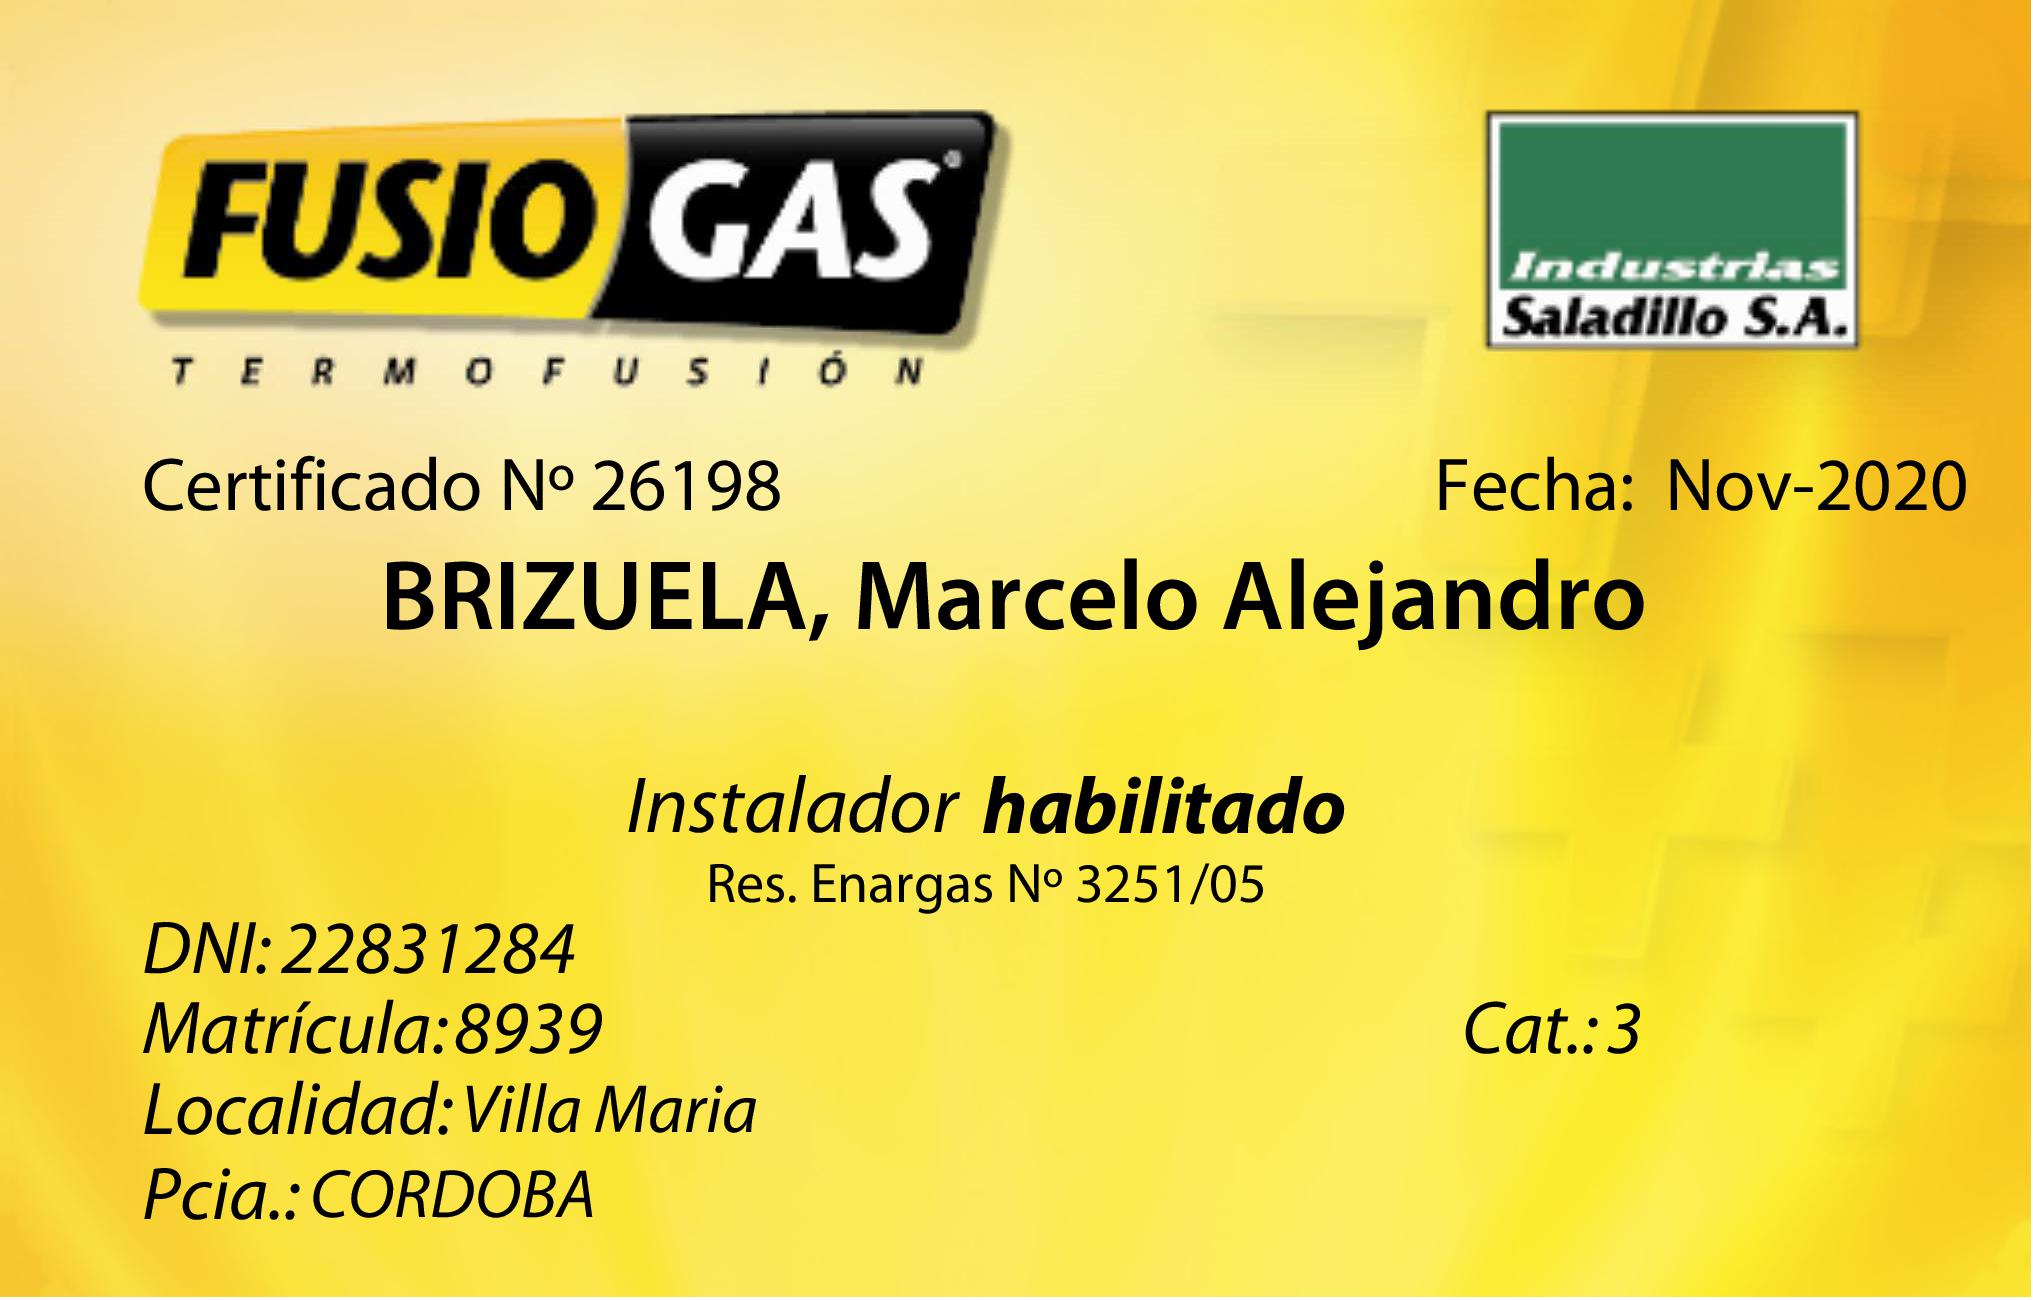 FUSIO GAS®
TERMOFUSIÓN
Industrias
Saladillo S.A.
Certificado Nº 26198
Fecha: Nov-2020
BRIZUELA, Marcelo Alejandro
Instalador habilitado
Res. Enargas Nº 3251/05
DNI: 22831284
Matrícula: 8939
Cat.: 3
Localidad: Villa Maria
Pcia.: CORDOBA